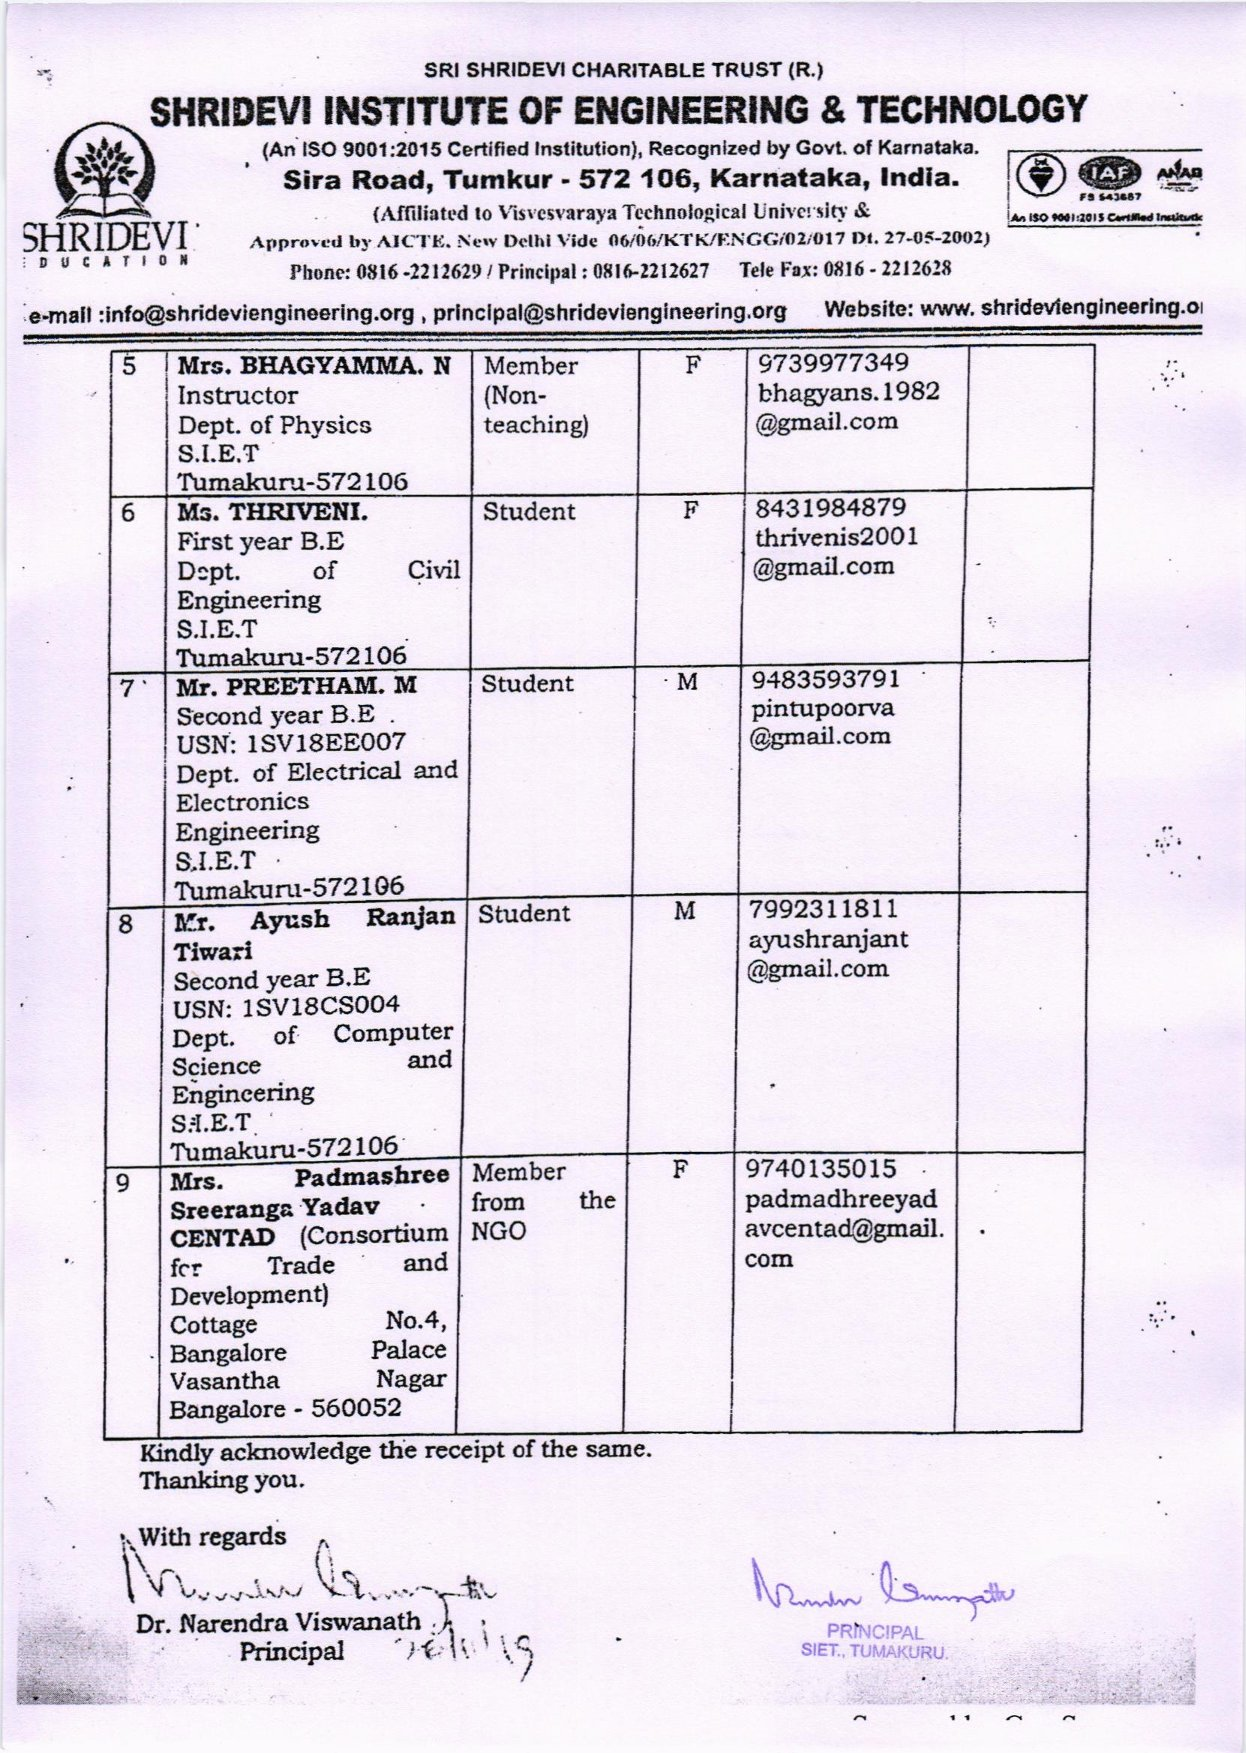 SRI SHRIDEVI CHARITABLE TRUST (R.)
SHRIDEVI INSTITUTE OF ENGINEERING & TECHNOLOGY
(An ISO 9001:2015 Certified Institution), Recognized by Govt. of Karnataka.
Sira Road, Tumkur - 572 106, Karnataka, India.
(Affiliated to Visvesvaraya Technological University &
Approved by AICTE. New Delhi Vide 06/06/KTK/ENGG/02/017 Dt. 27-05-2002)
Phone: 0816 -2212629 / Principal : 0816-2212627 Tele Fax: 0816 - 2212628
SHRIDEVI
EDUCATION
IAF
FS 543667
An ISO 9001:2015 Certified
e-mail :info@shrideviengineering.org , principal@shrideviengineering.org Website: www. shrideviengineering.
5 Mrs. BHAGYAMMA. N Member F 9739977349
Instructor (Non- bhagyans.1982
Dept. of Physics teaching) @gmail.com
S.I.E.T
Tumakuru-572106
6 Ms. THRIVENI. Student F 8431984879
First year B.E thrivenis2001
Dept. of Civil @gmail.com
Engineering
S.I.E.T
Tumakuru-572106
7 Mr. PREETHAM. M Student M 9483593791
Second year B.E pintupoorva
USN: 1SV18EE007 @gmail.com
Dept. of Electrical and
Electronics
Engineering
S.I.E.T
Tumakuru-572106
8 Mr. Ayush Ranjan Student M 7992311811
Tiwari ayushranjant
Second year B.E @gmail.com
USN: 1SV18CS004
Dept. of Computer
Science and
Engineering
S.I.E.T
Tumakuru-572106
9 Mrs. Padmashree Member F 9740135015
Sreeranga Yadav from the padmadhreeyad
CENTAD (Consortium NGO avcentad@gmail.
for Trade and com
Development)
Cottage No.4,
Bangalore Palace
Vasantha Nagar
Bangalore - 560052
Kindly acknowledge the receipt of the same.
Thanking you.
With regards
Dr. Narendra Viswanath
Principal
PRINCIPAL
SIET., TUMAKURU.